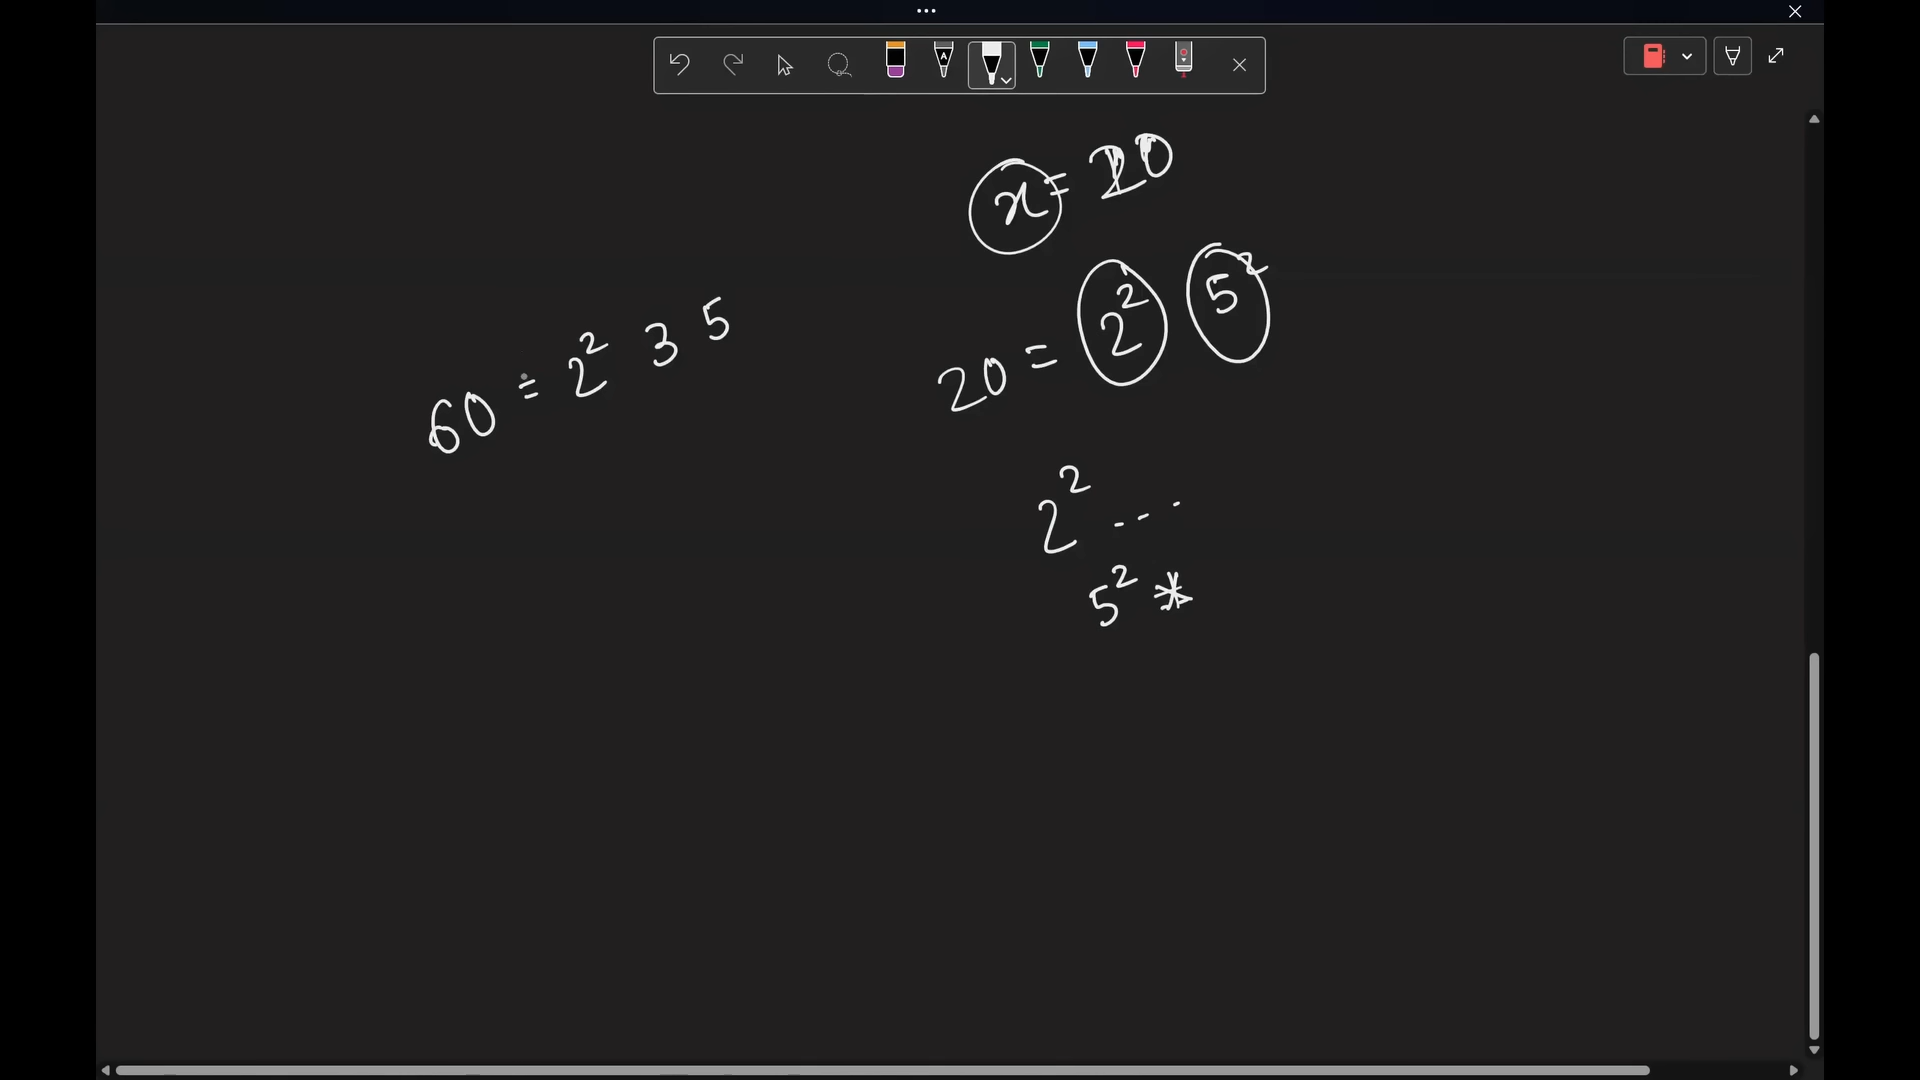 x = 20
20 = 2² 5²
60 = 2² 3 5
2² ...
5² *